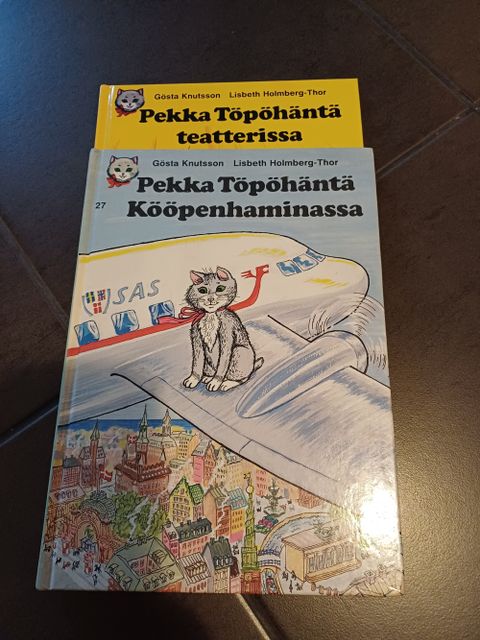 Gösta Knutsson Lisbeth Holmberg-Thor
Pekka Töpöhäntä
teatterissa
Gösta Knutsson Lisbeth Holmberg-Thor
Pekka Töpöhäntä
27
Kööpenhaminassa
SAS